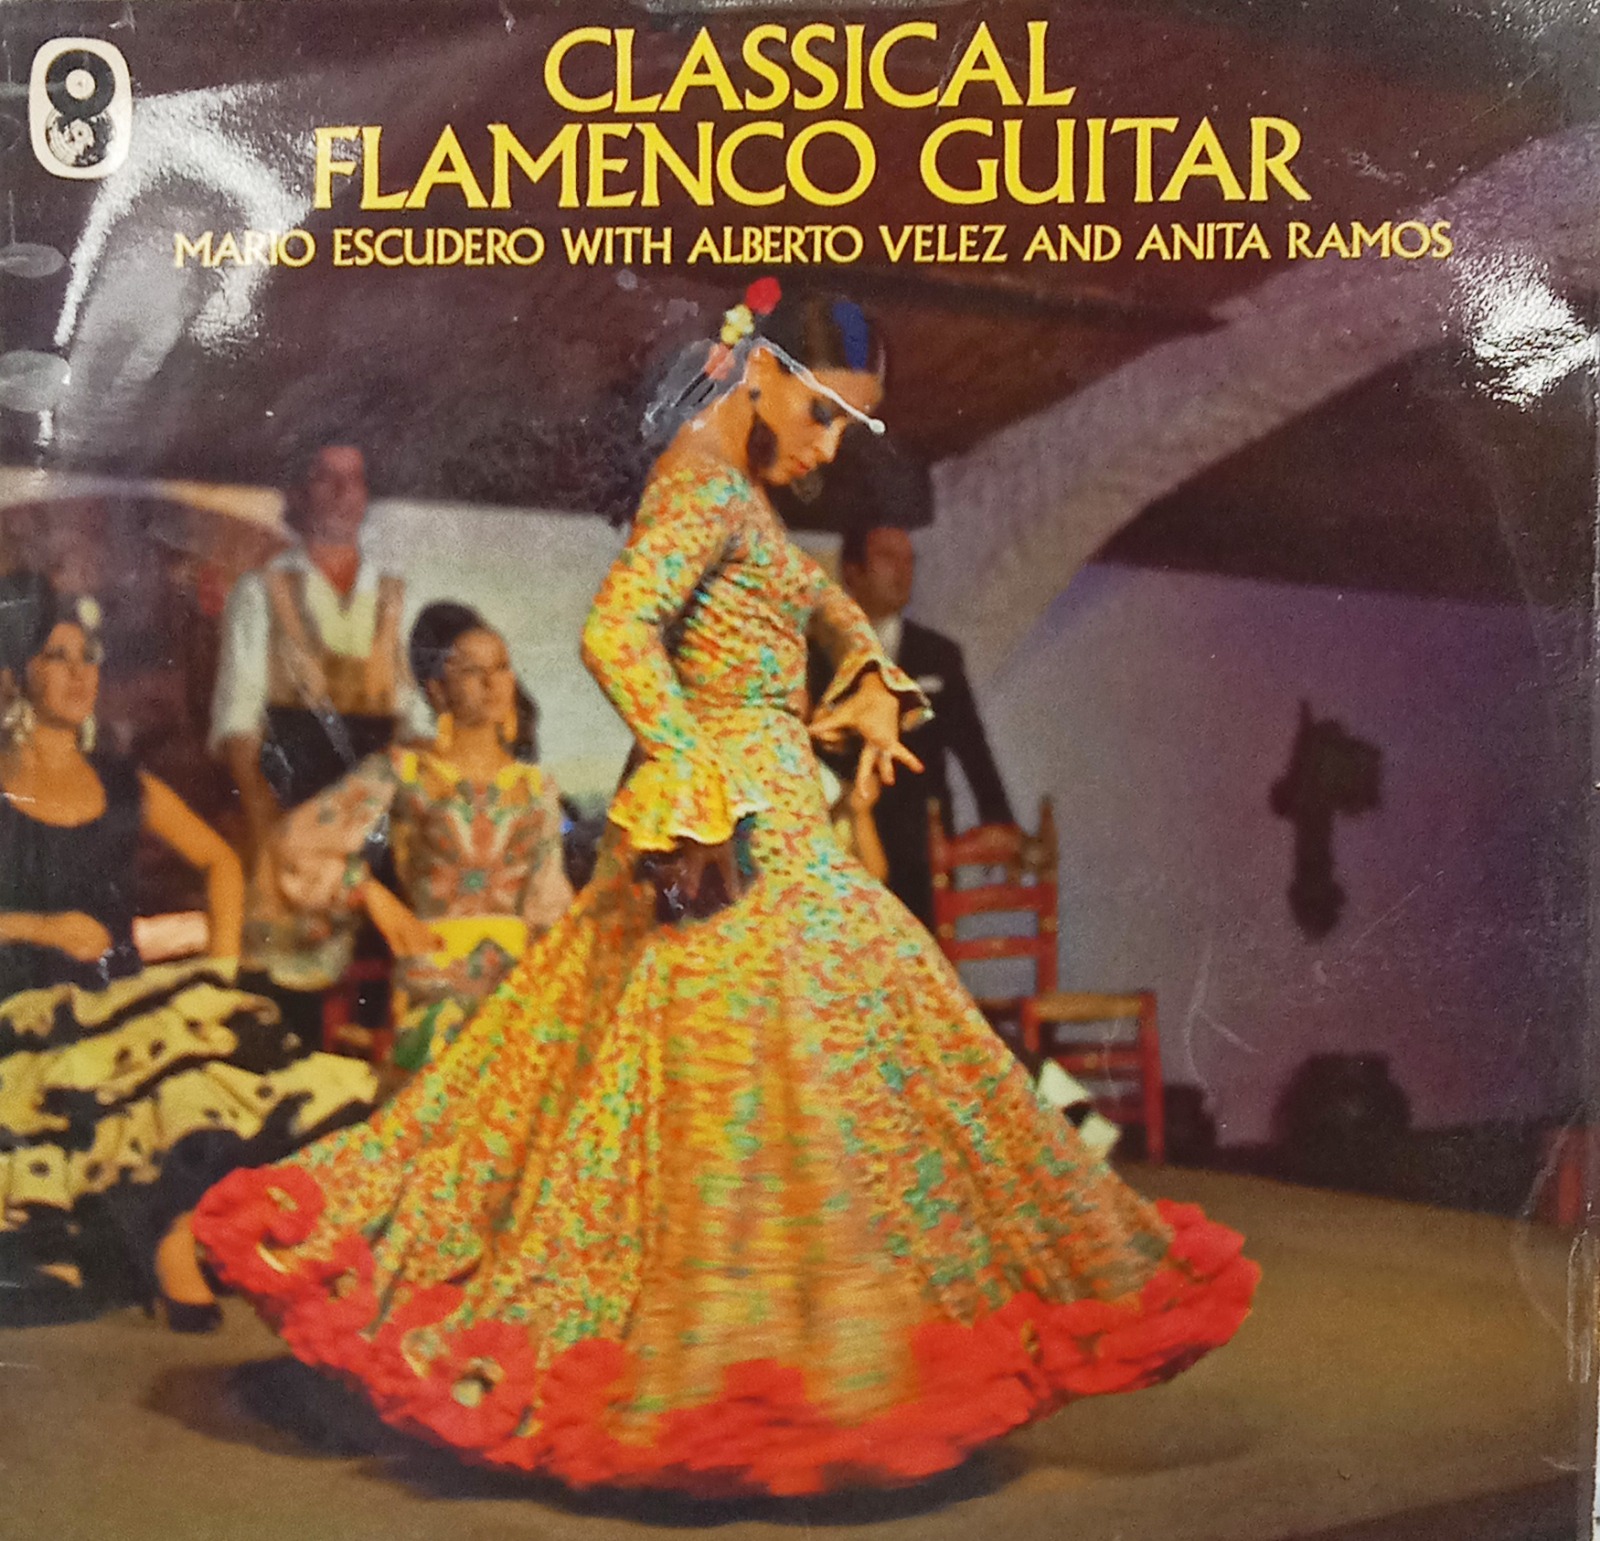 CLASSICAL
FLAMENCO GUITAR
MARIO ESCUDERO WITH ALBERTO VELEZ AND ANITA RAMOS